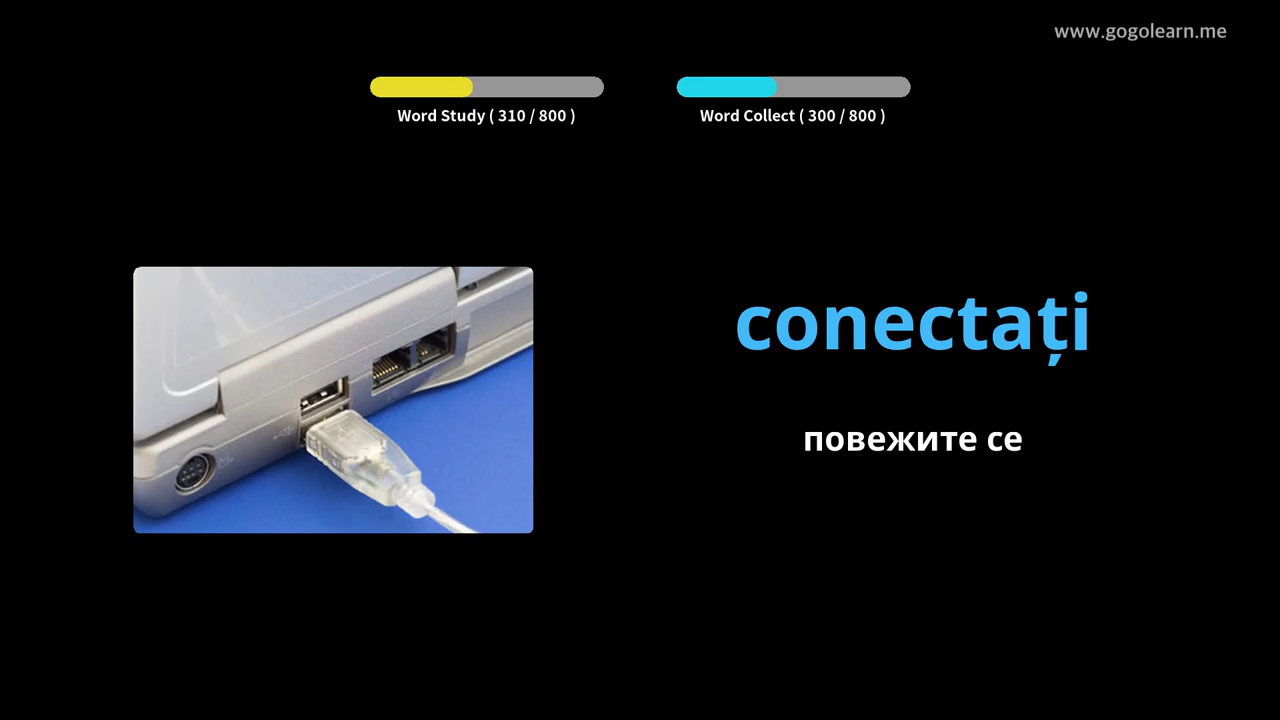 www.gogolearn.me
Word Study ( 310 / 800 )
Word Collect ( 300 / 800 )
conectați
повежите се